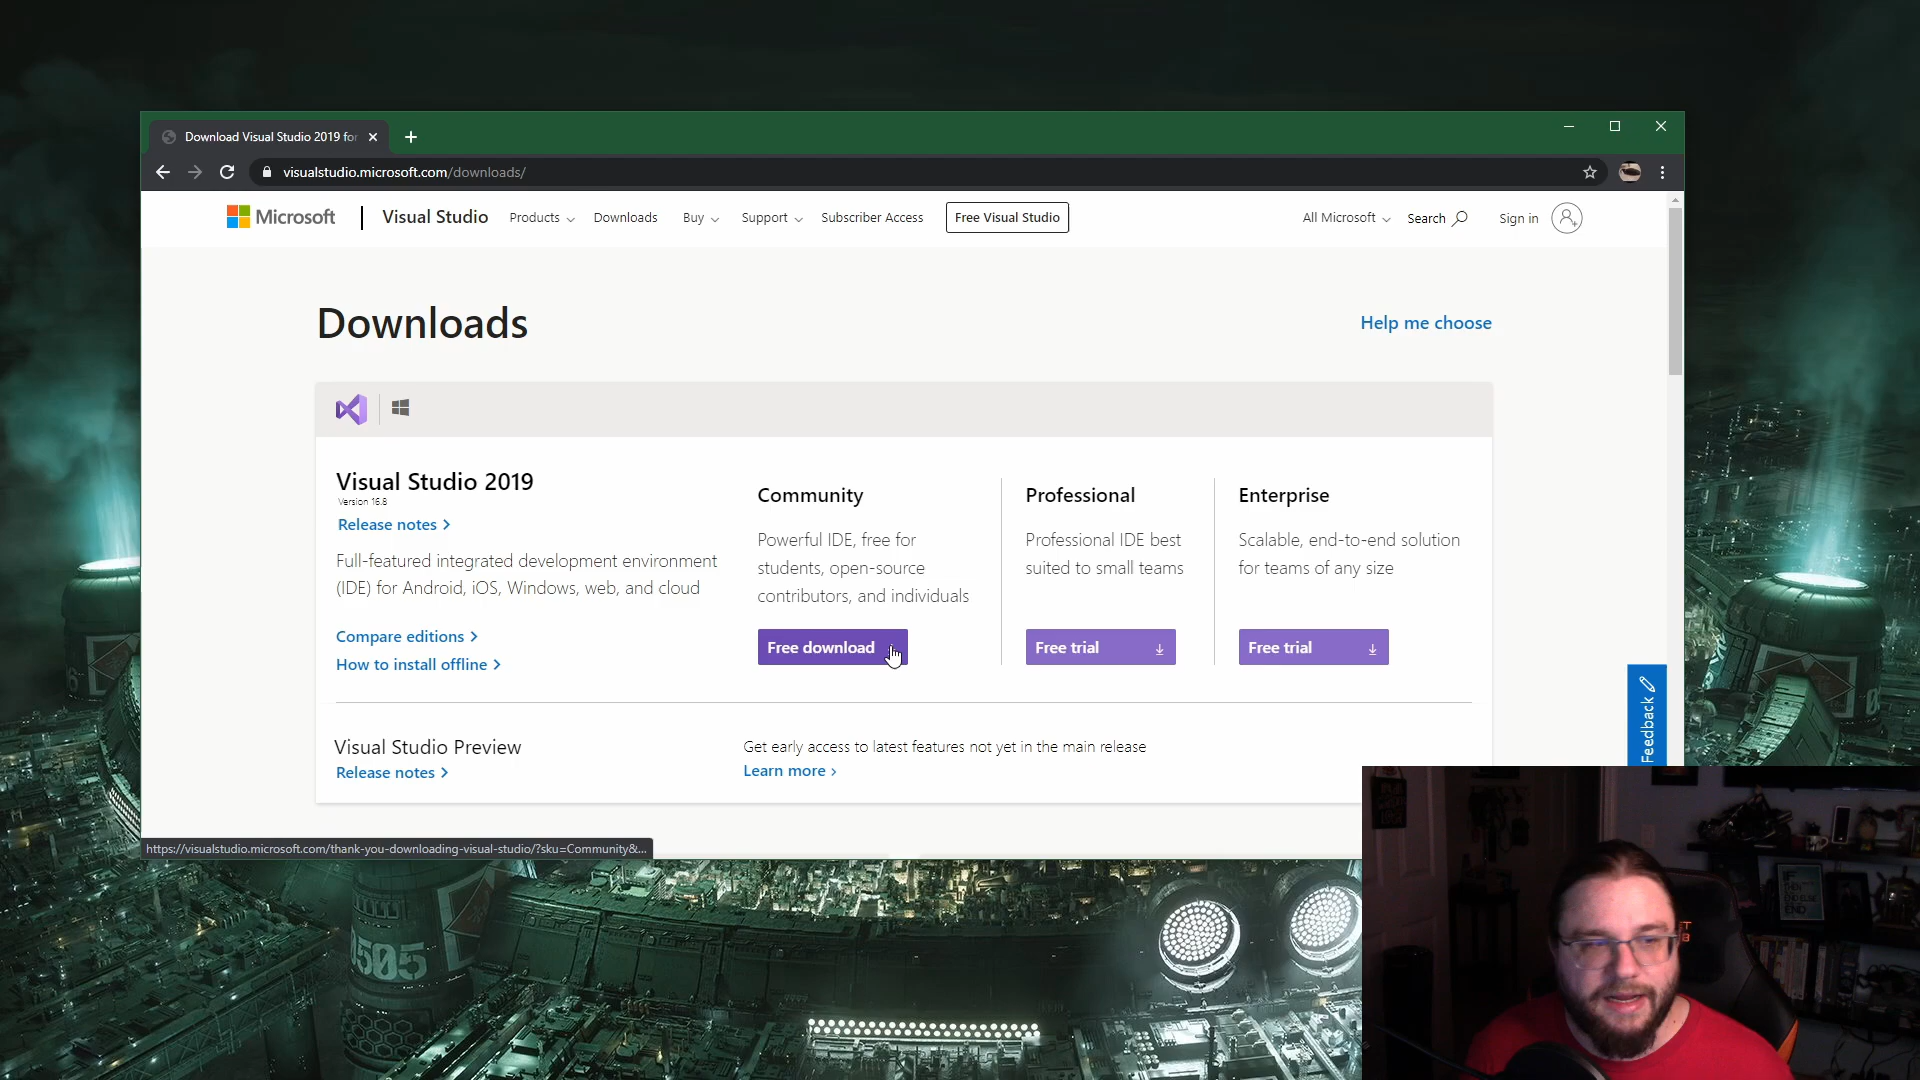 Download Visual Studio 2019 for
visualstudio.microsoft.com/downloads/
Microsoft
Visual Studio
Products
Downloads
Buy
Support
Subscriber Access
Free Visual Studio
All Microsoft
Search
Sign in
Downloads
Help me choose
Visual Studio 2019
Version 16.8
Release notes
Full-featured integrated development environment
(IDE) for Android, iOS, Windows, web, and cloud
Compare editions
How to install offline
Community
Powerful IDE, free for
students, open-source
contributors, and individuals
Free download
Professional
Professional IDE best
suited to small teams
Free trial
Enterprise
Scalable, end-to-end solution
for teams of any size
Free trial
Visual Studio Preview
Release notes
Get early access to latest features not yet in the main release
Learn more
Feedback
https://visualstudio.microsoft.com/thank-you-downloading-visual-studio/?sku=Community&...
1505